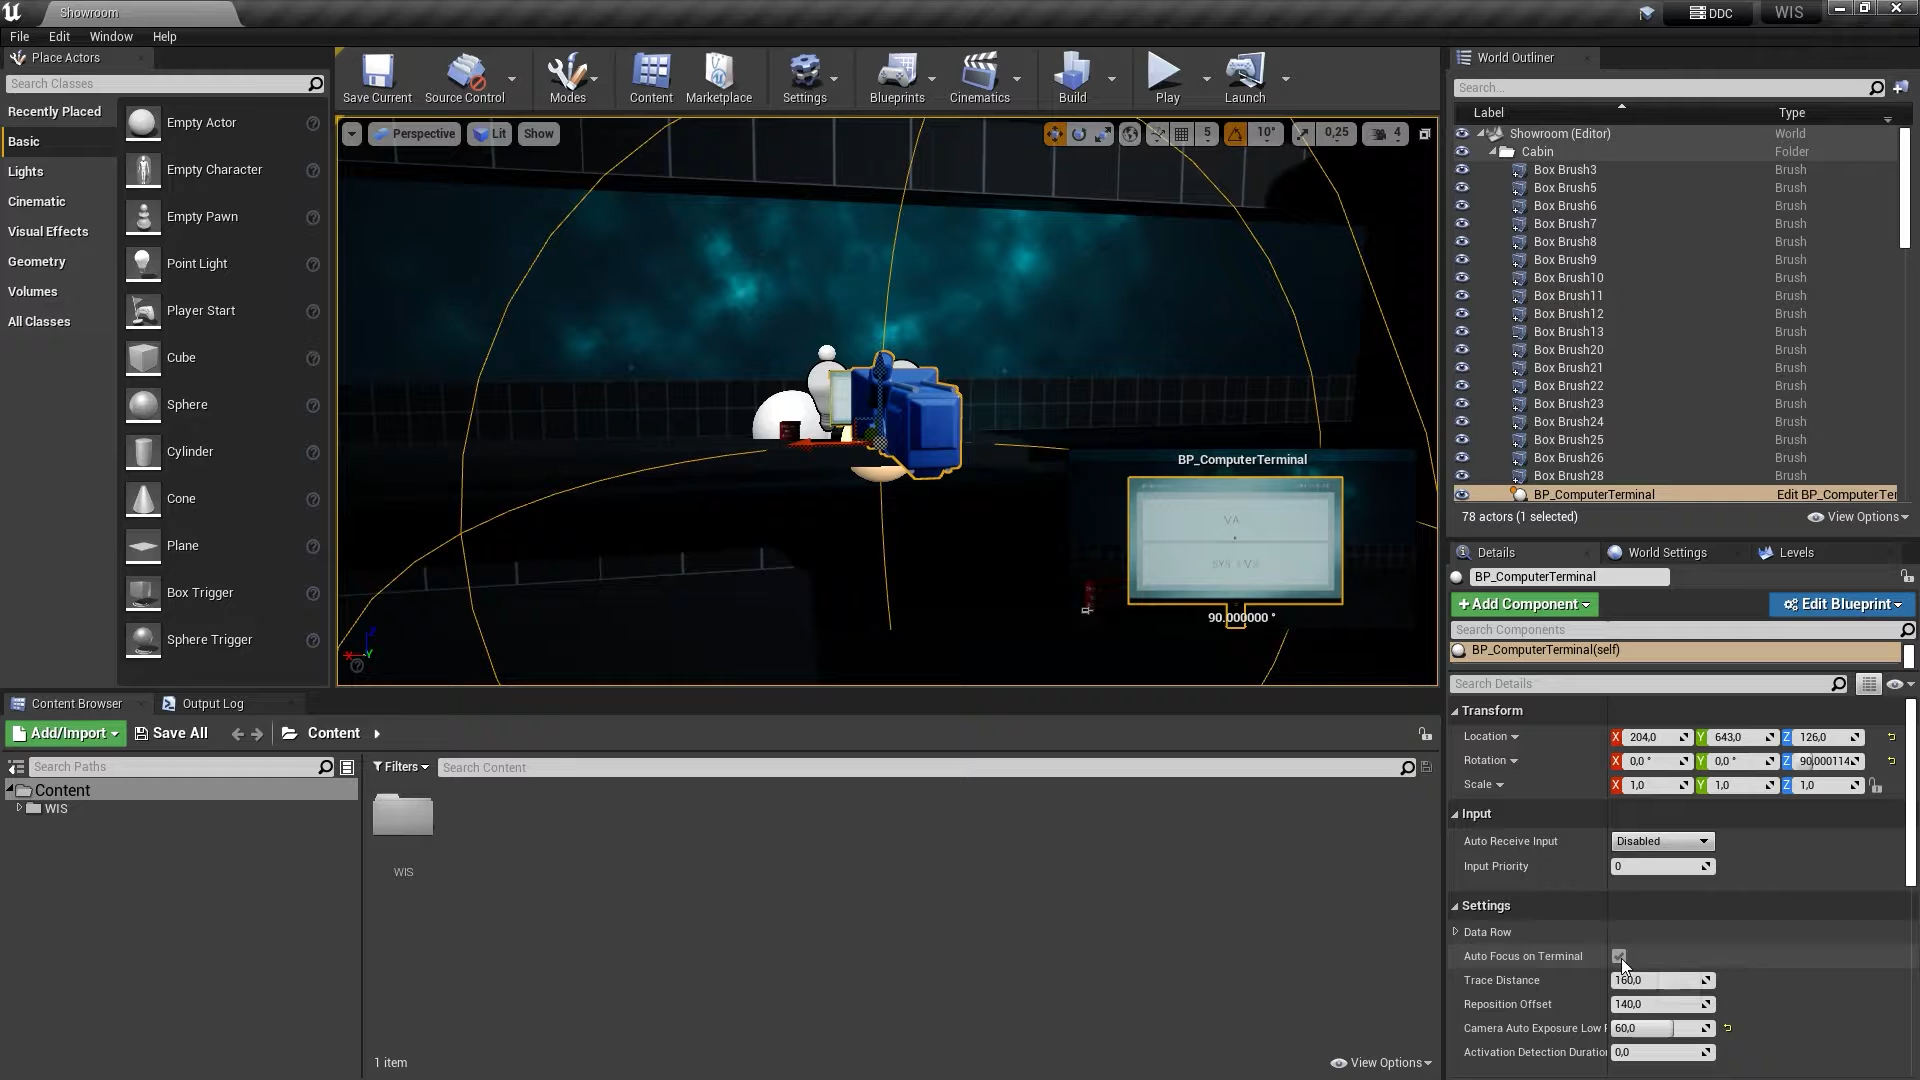 Showroom
DDC
WIS
File Edit Window Help
Place Actors
Search Classes
Recently Placed
Basic
Lights
Cinematic
Visual Effects
Geometry
Volumes
All Classes
Empty Actor
Empty Character
Empty Pawn
Point Light
Player Start
Cube
Sphere
Cylinder
Cone
Plane
Box Trigger
Sphere Trigger
Save Current
Source Control
Modes
Content
Marketplace
Settings
Blueprints
Cinematics
Build
Play
Launch
Perspective
Lit
Show
5
10°
0,25
4
BP_ComputerTerminal
90.000000 °
X
Y
Z
World Outliner
Search...
Label Type
Showroom (Editor) World
Cabin Folder
Box Brush3 Brush
Box Brush5 Brush
Box Brush6 Brush
Box Brush7 Brush
Box Brush8 Brush
Box Brush9 Brush
Box Brush10 Brush
Box Brush11 Brush
Box Brush12 Brush
Box Brush13 Brush
Box Brush20 Brush
Box Brush21 Brush
Box Brush22 Brush
Box Brush23 Brush
Box Brush24 Brush
Box Brush25 Brush
Box Brush26 Brush
Box Brush28 Brush
BP_ComputerTerminal Edit BP_ComputerTer
78 actors (1 selected)
View Options
Details
World Settings
Levels
BP_ComputerTerminal
+Add Component
Edit Blueprint
Search Components
BP_ComputerTerminal(self)
Search Details
Transform
Location X 204,0 Y 643,0 Z 126,0
Rotation X 0,0 ° Y 0,0 ° Z 90,000114
Scale X 1,0 Y 1,0 Z 1,0
Input
Auto Receive Input Disabled
Input Priority 0
Settings
Data Row
Auto Focus on Terminal
Trace Distance 160,0
Reposition Offset 140,0
Camera Auto Exposure Low 60,0
Activation Detection Duratio 0,0
Content Browser
Output Log
Add/Import
Save All
Content
Search Paths
Filters
Search Content
Content
WIS
WIS
1 item
View Options